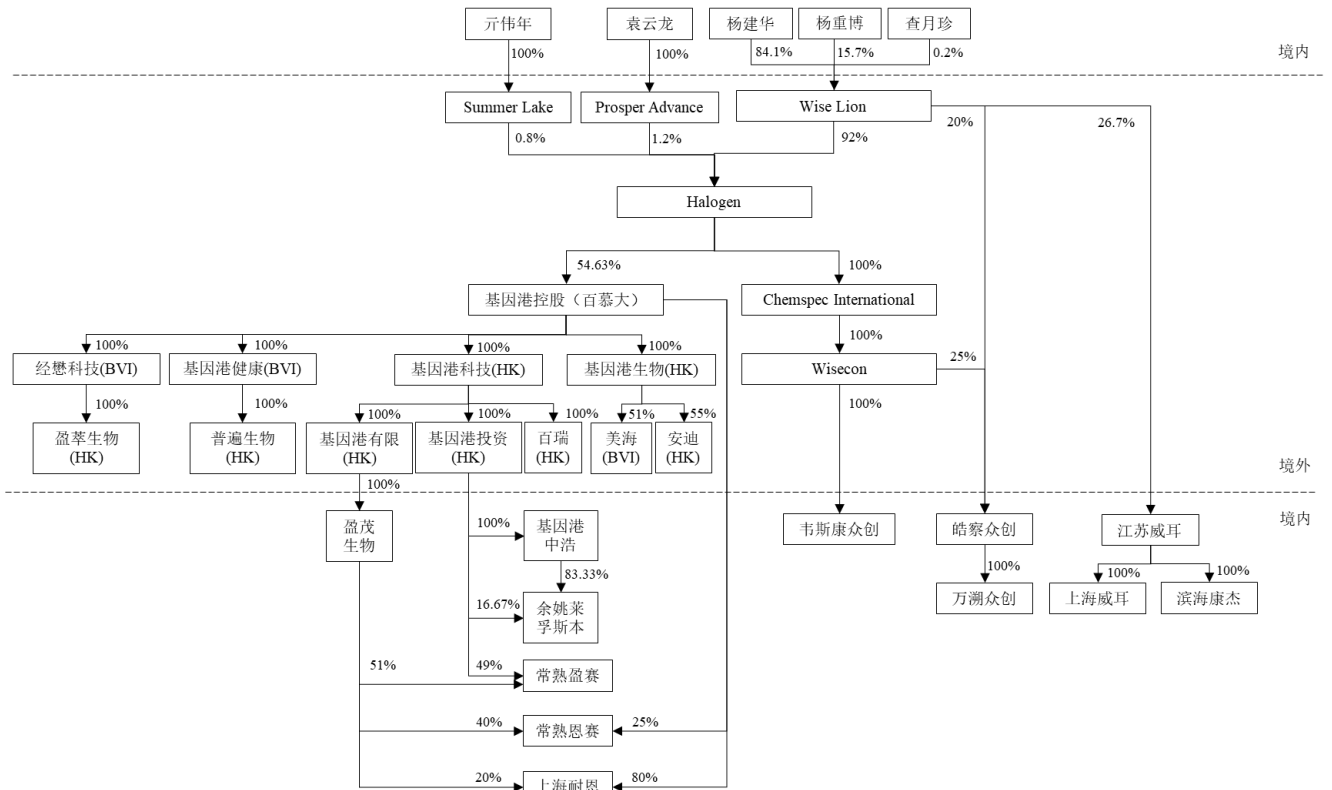 亓伟年
袁云龙
杨建华
杨重博
查月珍
100%
100%
84.1%
15.7%
0.2%
境内
Summer Lake
Prosper Advance
Wise Lion
20%
26.7%
0.8%
1.2%
92%
Halogen
54.63%
100%
基因港控股（百慕大）
Chemspec International
100%
100%
100%
100%
100%
经懋科技(BVI)
基因港健康(BVI)
基因港科技(HK)
基因港生物(HK)
Wisecon
25%
100%
100%
100%
100%
100%
51%
55%
100%
盈萃生物
(HK)
普遍生物
(HK)
基因港有限
(HK)
基因港投资
(HK)
百瑞
(HK)
美海
(BVI)
安迪
(HK)
境外
100%
境内
盈茂
生物
100%
基因港
中浩
韦斯康众创
皓察众创
江苏威耳
83.33%
100%
100%
100%
16.67%
余姚莱
孚斯本
万溯众创
上海威耳
滨海康杰
51%
49%
常熟盈赛
40%
常熟恩赛
25%
20%
上海耐恩
80%